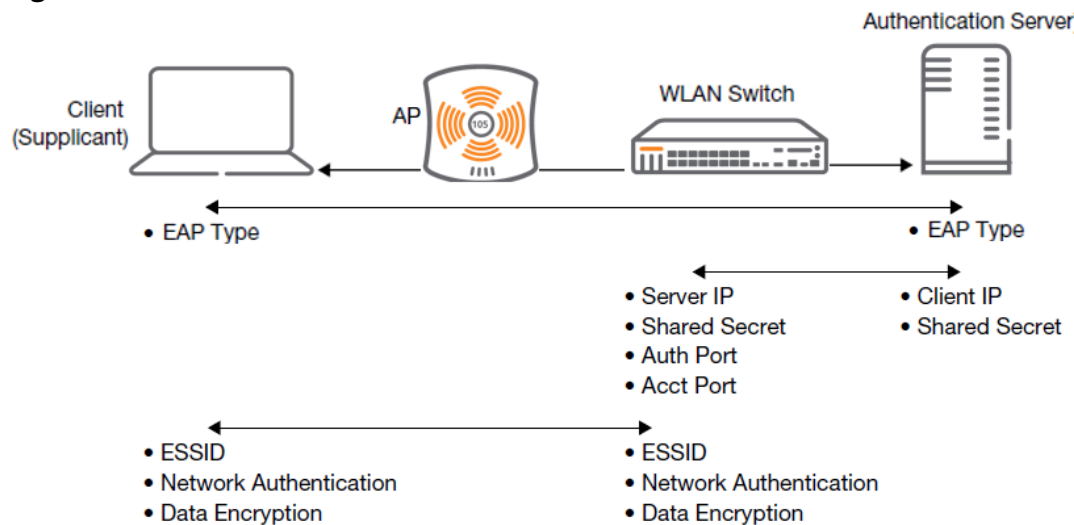 Authentication Server
WLAN Switch
Client
(Supplicant)
AP
105
• EAP Type
• EAP Type
• Server IP
• Shared Secret
• Auth Port
• Acct Port
• Client IP
• Shared Secret
• ESSID
• Network Authentication
• Data Encryption
• ESSID
• Network Authentication
• Data Encryption